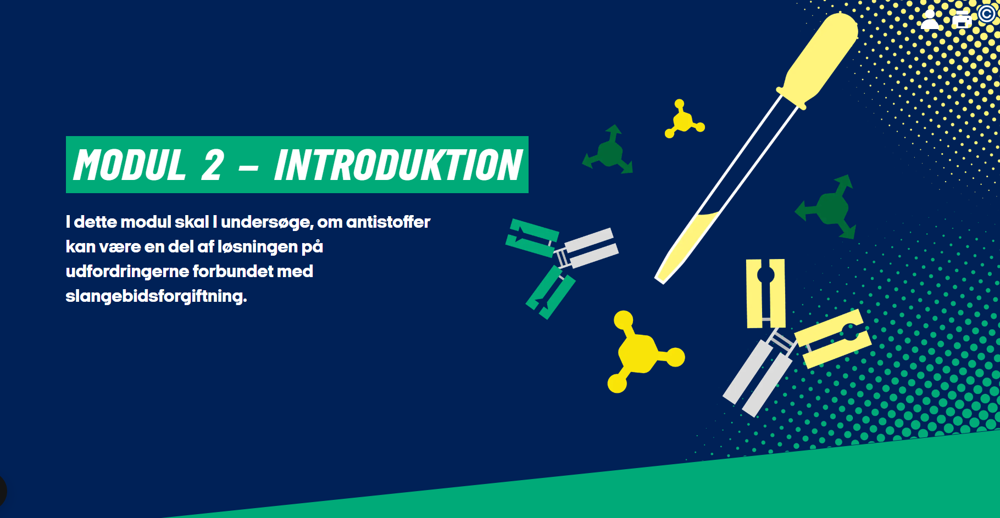 MODUL 2 – INTRODUKTION
I dette modul skal I undersøge, om antistoffer
kan være en del af løsningen på
udfordringerne forbundet med
slangebidsforgiftning.